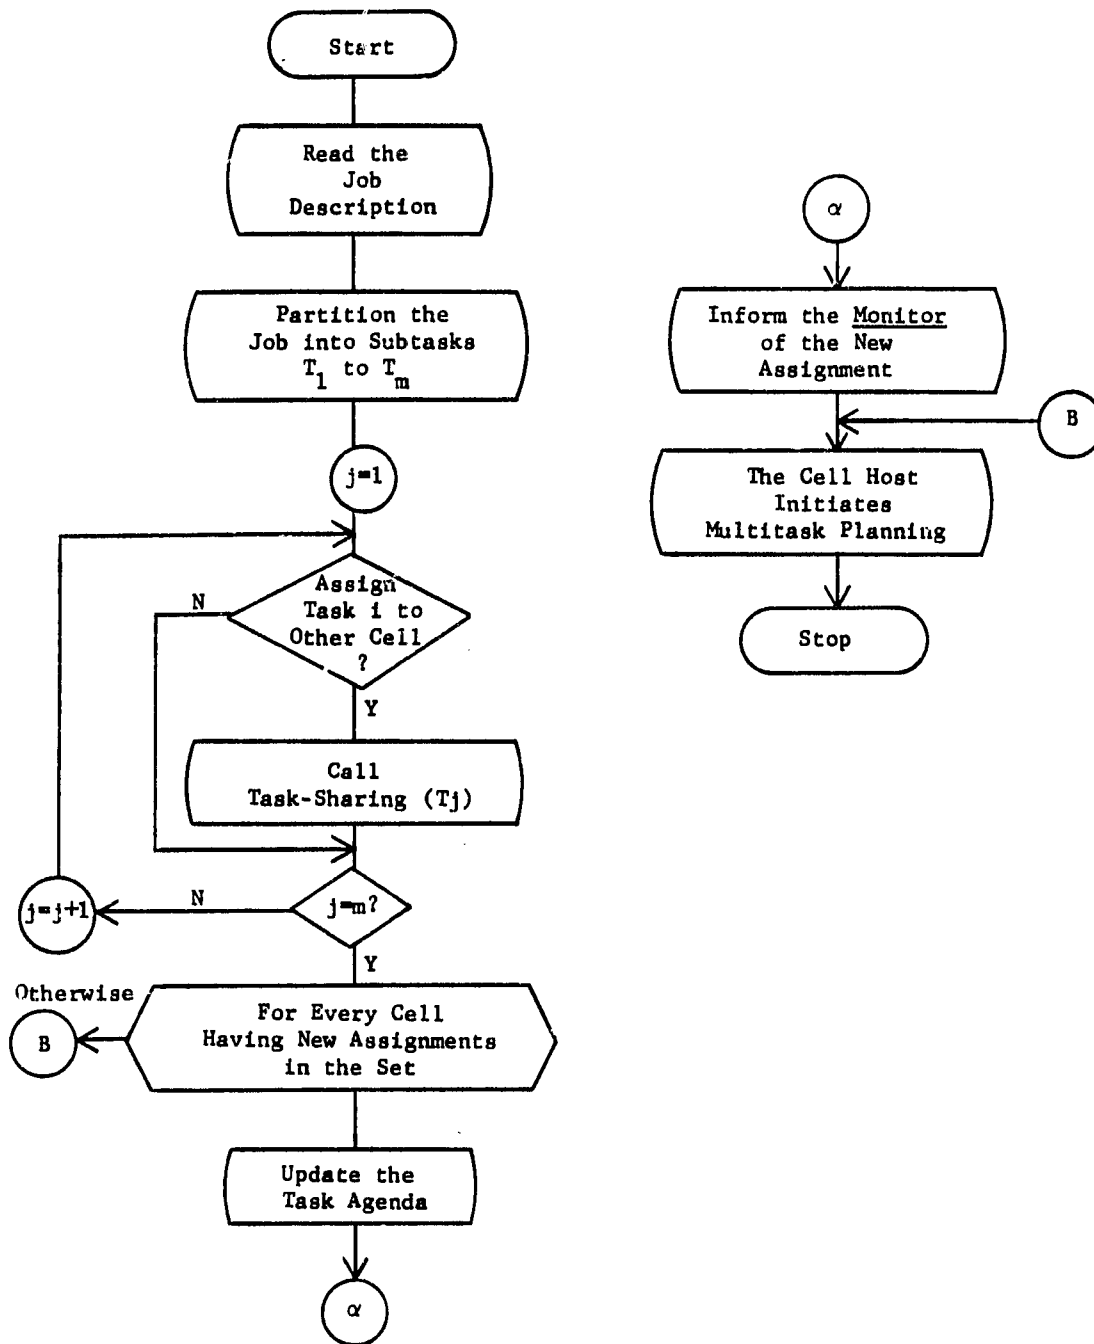 Start
Read the
Job
Description
Partition the
Job into Subtasks
T1 to Tm
j=1
Assign
Task i to
Other Cell
?
N
Y
Call
Task-Sharing (Tj)
j=m?
N
j=j+1
Y
Otherwise
B
For Every Cell
Having New Assignments
in the Set
Update the
Task Agenda
α
α
Inform the Monitor
of the New
Assignment
B
The Cell Host
Initiates
Multitask Planning
Stop